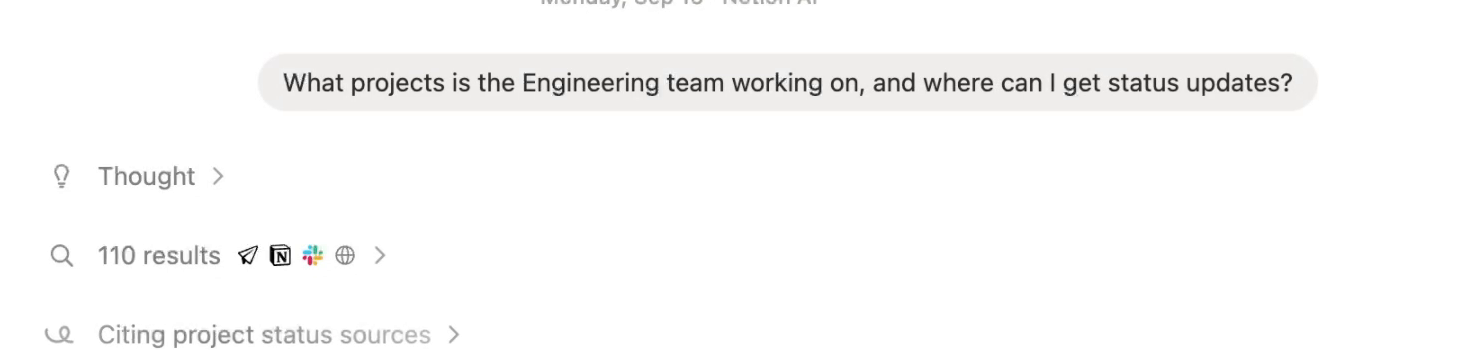 What projects is the Engineering team working on, and where can I get status updates?
Thought
110 results
Citing project status sources